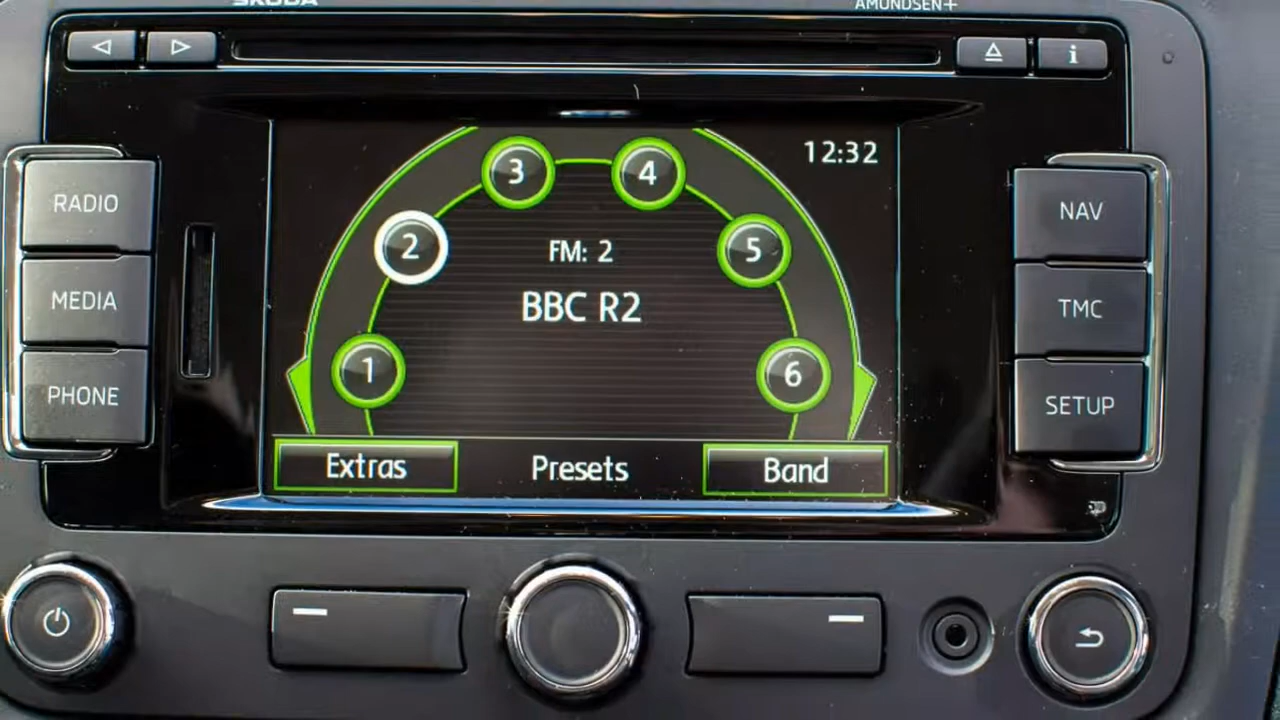 SKODA
AMUNDSEN+
i
RADIO
MEDIA
PHONE
12:32
3
4
2
5
1
6
FM: 2
BBC R2
Extras
Presets
Band
NAV
TMC
SETUP